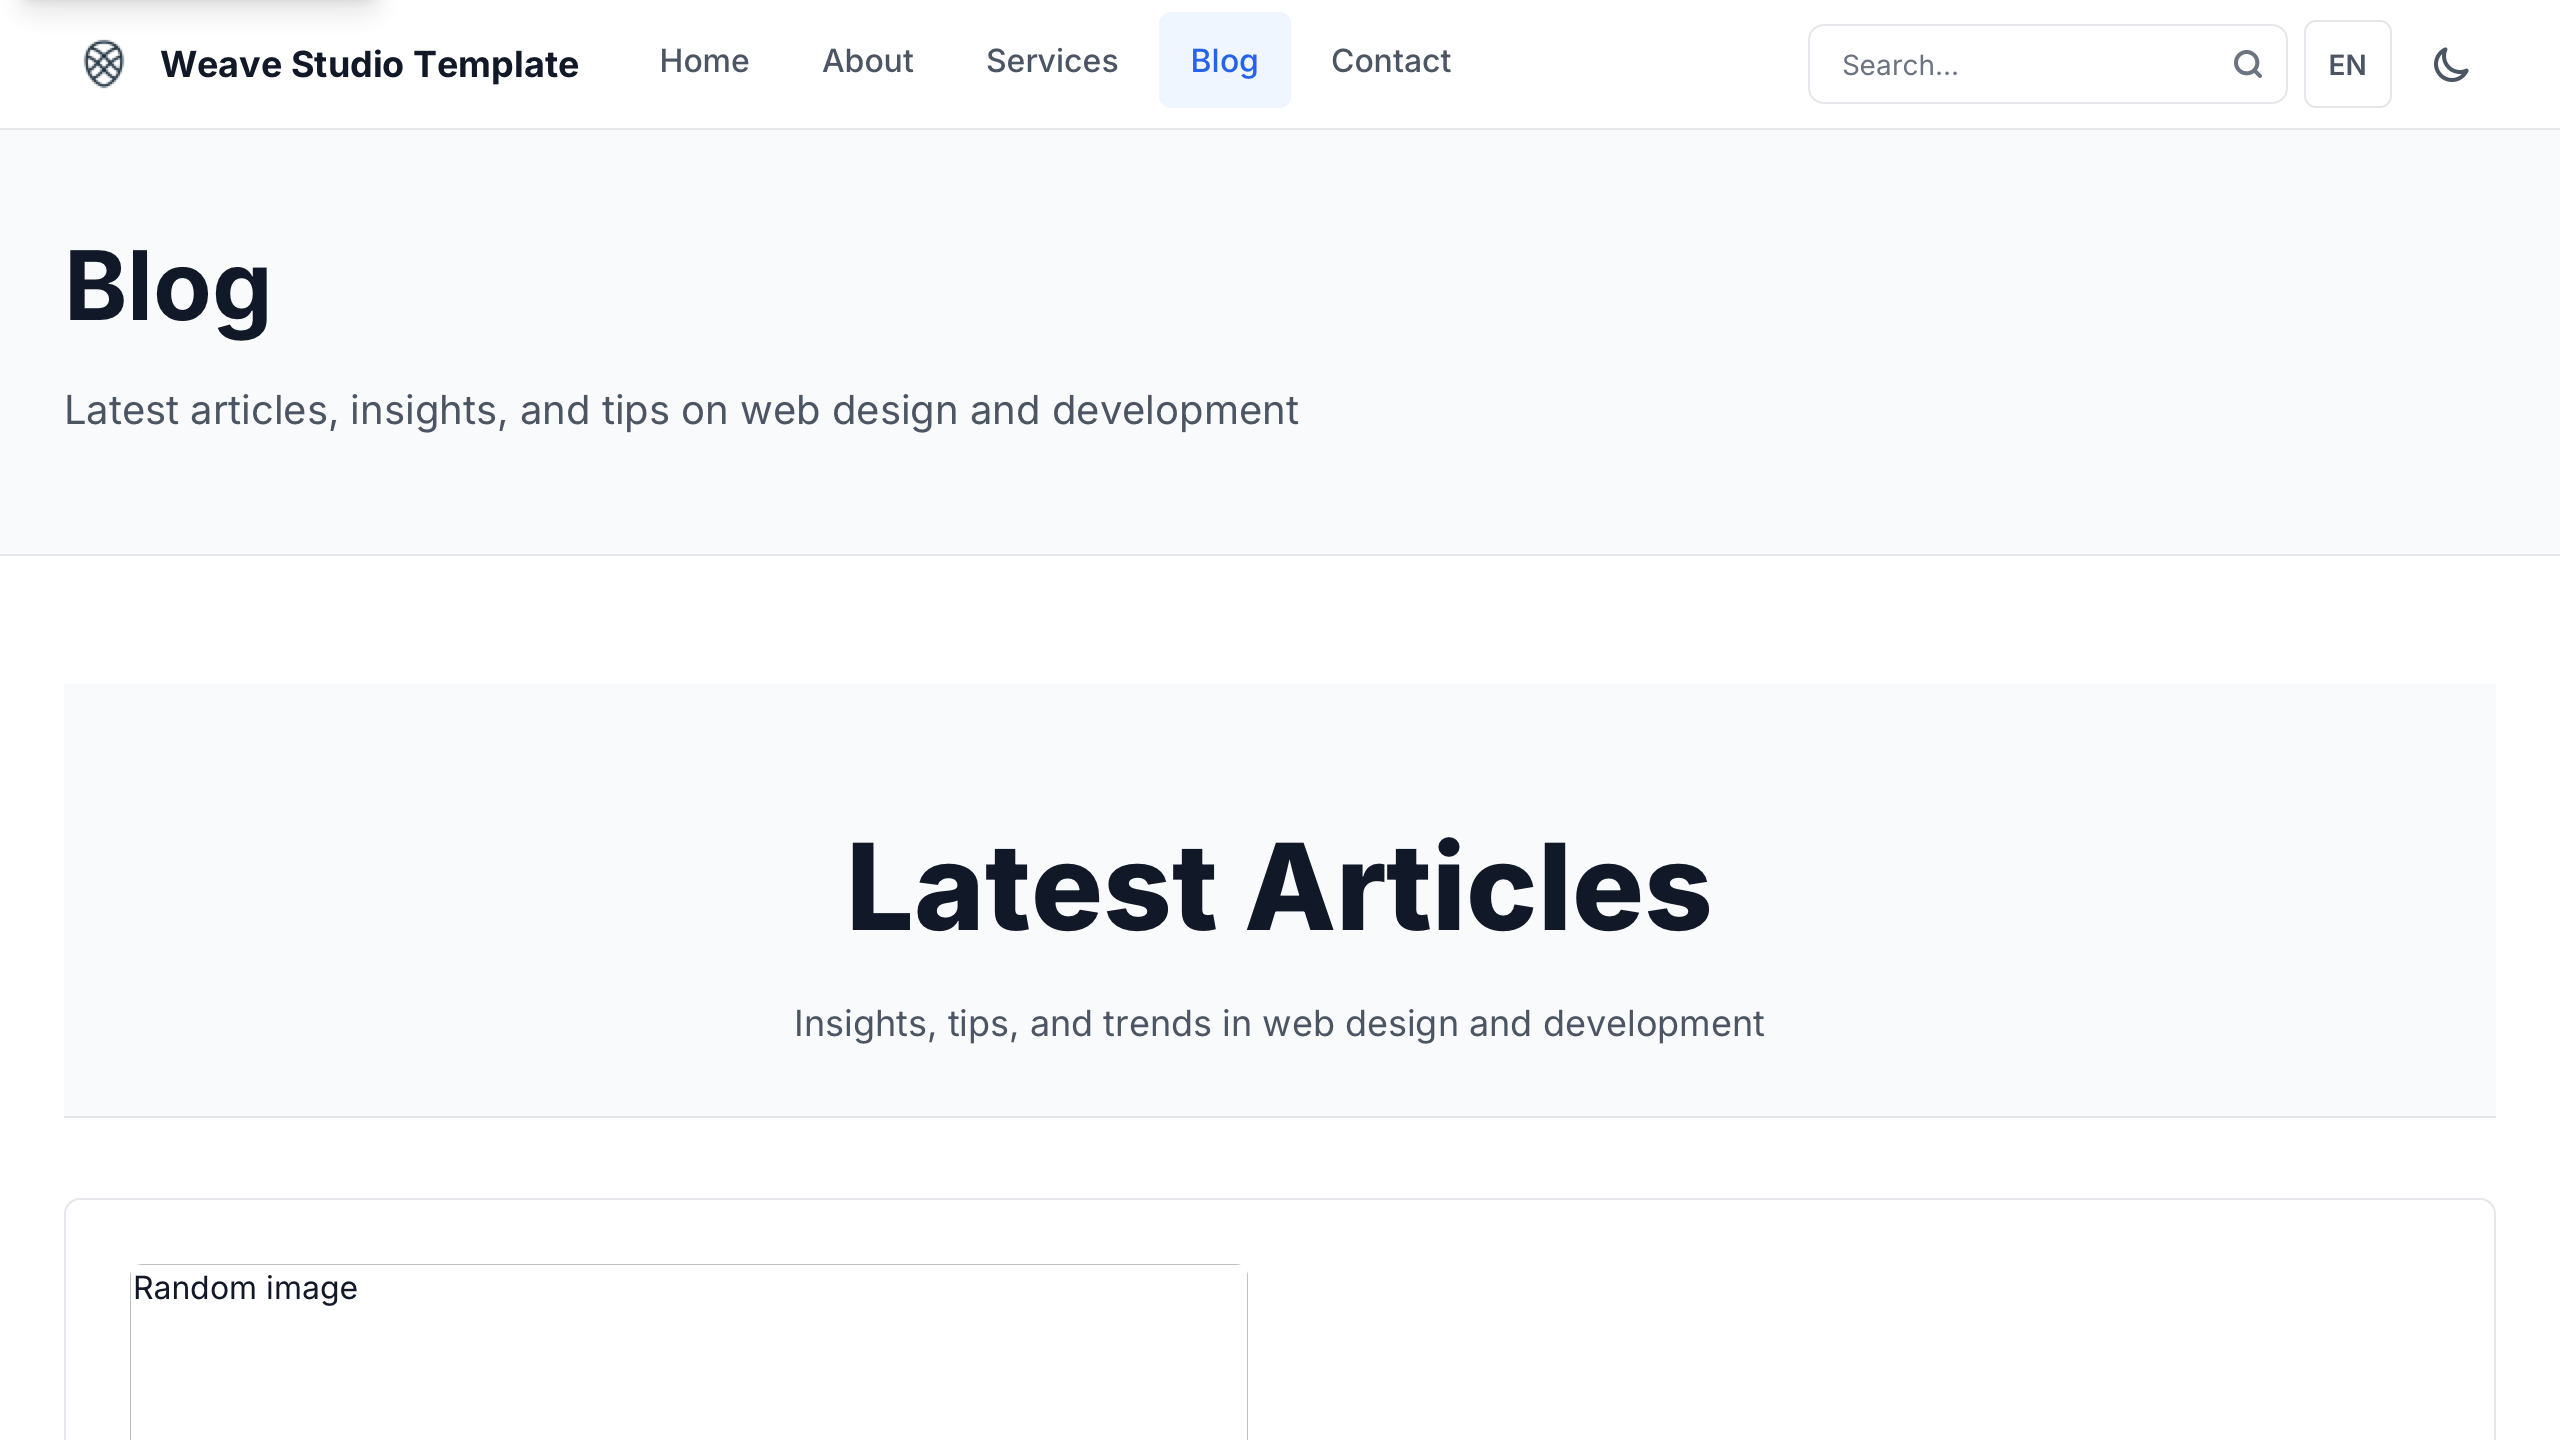 Weave Studio Template
Home
About
Services
Blog
Contact
Search...
EN
Blog
Latest articles, insights, and tips on web design and development
Latest Articles
Insights, tips, and trends in web design and development
Random image